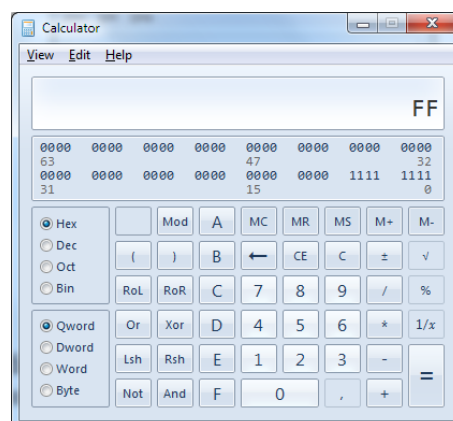 Calculator
View Edit Help
FF
0000 0000 0000 0000 0000 0000 0000 0000
63 47 32
0000 0000 0000 0000 0000 0000 1111 1111
31 15 0
Hex Mod A MC MR MS M+ M-
Dec ( ) B ← CE C ± √
Oct
Bin RoL RoR C 7 8 9 / %
Qword Or Xor D 4 5 6 * 1/x
Dword
Word Lsh Rsh E 1 2 3 - =
Byte Not And F 0 , +